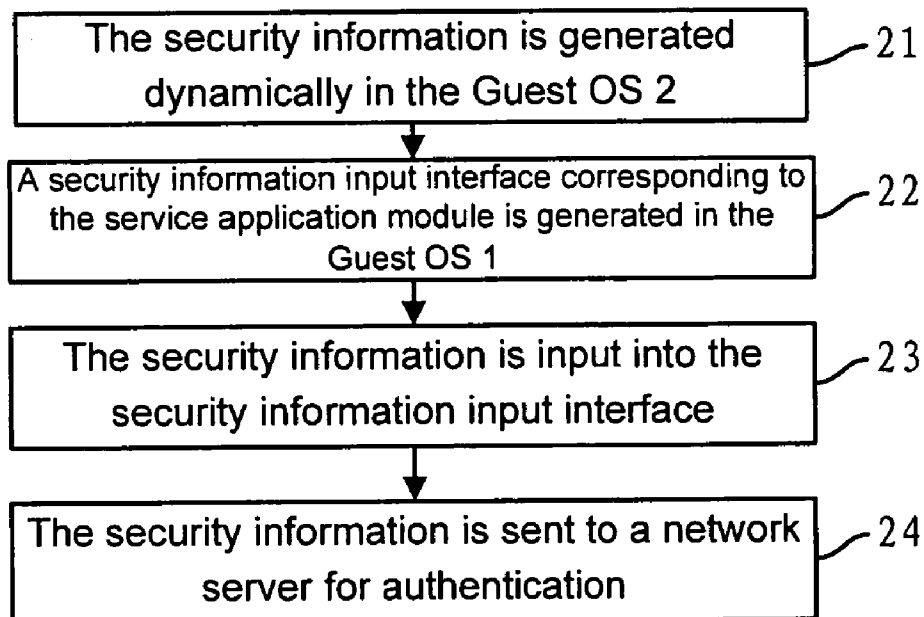 The security information is generated
dynamically in the Guest OS 2
21
A security information input interface corresponding to
the service application module is generated in the
Guest OS 1
22
The security information is input into the
security information input interface
23
The security information is sent to a network
server for authentication
24